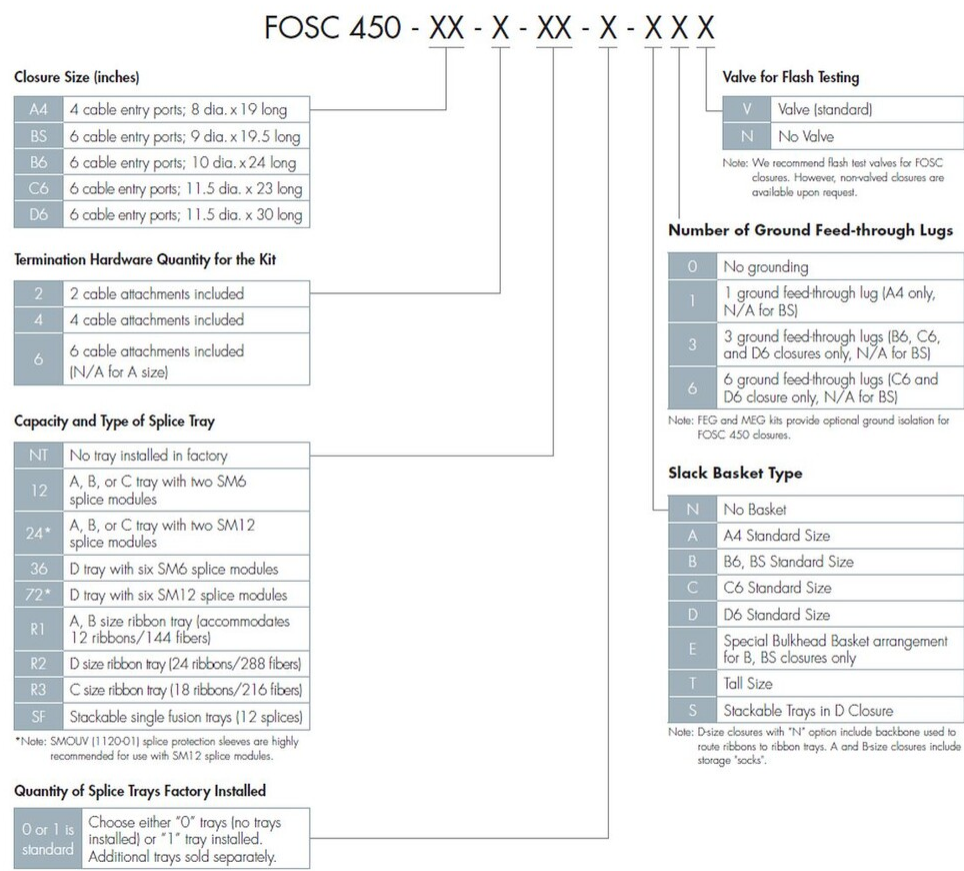 FOSC 450 - XX - X - XX - X - X X X
Closure Size (inches)
A4 4 cable entry ports; 8 dia. x 19 long
BS 6 cable entry ports; 9 dia. x 19.5 long
B6 6 cable entry ports; 10 dia. x 24 long
C6 6 cable entry ports; 11.5 dia. x 23 long
D6 6 cable entry ports; 11.5 dia. x 30 long
Termination Hardware Quantity for the Kit
2 2 cable attachments included
4 4 cable attachments included
6 6 cable attachments included
(N/A for A size)
Capacity and Type of Splice Tray
NT No tray installed in factory
12 A, B, or C tray with two SM6
splice modules
24* A, B, or C tray with two SM12
splice modules
36 D tray with six SM6 splice modules
72* D tray with six SM12 splice modules
R1 A, B size ribbon tray (accommodates
12 ribbons/144 fibers)
R2 D size ribbon tray (24 ribbons/288 fibers)
R3 C size ribbon tray (18 ribbons/216 fibers)
SF Stackable single fusion trays (12 splices)
*Note: SMOUV (1120-01) splice protection sleeves are highly
recommended for use with SM12 splice modules.
Quantity of Splice Trays Factory Installed
0 or 1 is
standard
Choose either "0" trays (no trays
installed) or "1" tray installed.
Additional trays sold separately.
Valve for Flash Testing
V Valve (standard)
N No Valve
Note: We recommend flash test valves for FOSC
closures. However, non-valved closures are
available upon request.
Number of Ground Feed-through Lugs
0 No grounding
1 1 ground feed-through lug (A4 only,
N/A for BS)
3 3 ground feed-through lugs (B6, C6,
and D6 closures only, N/A for BS)
6 6 ground feed-through lugs (C6 and
D6 closure only, N/A for BS)
Note: FEG and MEG kits provide optional ground isolation for
FOSC 450 closures.
Slack Basket Type
N No Basket
A A4 Standard Size
B B6, BS Standard Size
C C6 Standard Size
D D6 Standard Size
E Special Bulkhead Basket arrangement
for B, BS closures only
T Tall Size
S Stackable Trays in D Closure
Note: D-size closures with "N" option include backbone used to
route ribbons to ribbon trays. A and B-size closures include
storage "socks".